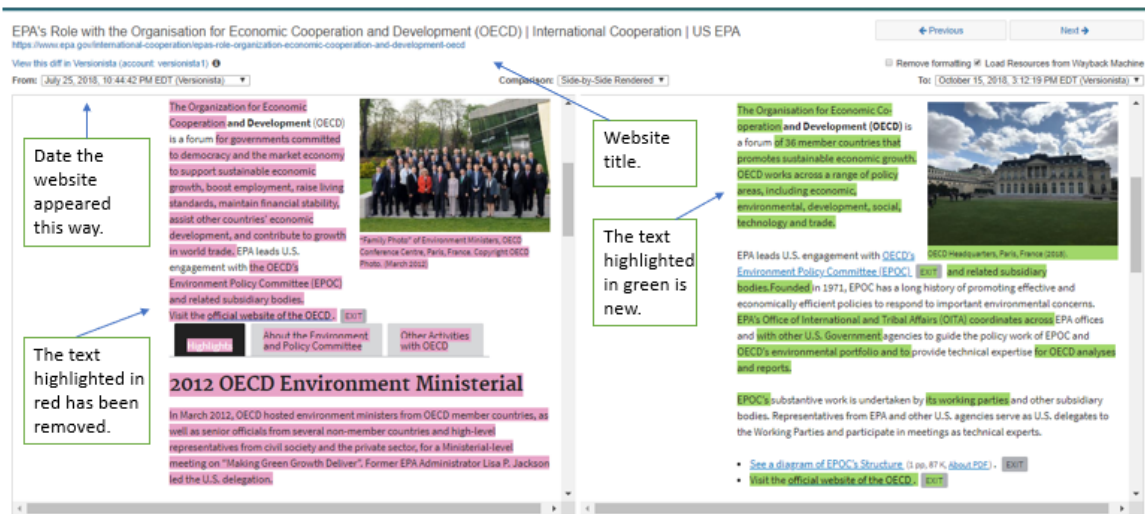 EPA's Role with the Organisation for Economic Cooperation and Development (OECD) | International Cooperation | US EPA
https://www.epa.gov/international-cooperation/epas-role-organization-economic-cooperation-and-development-oecd
← Previous
Next →
View this diff in Versionista (account: versionista1)
Remove formatting
Load Resources from Wayback Machine
From: July 25, 2018, 10:44:42 PM EDT (Versionista)
Comparison: Side-by-Side Rendered
To: October 15, 2018, 3:12:19 PM EDT (Versionista)
Date the
website
appeared
this way.
The text
highlighted in
red has been
removed.
The Organization for Economic
Cooperation and Development (OECD)
is a forum for governments committed
to democracy and the market economy
to support sustainable economic
growth, boost employment, raise living
standards, maintain financial stability,
assist other countries' economic
development, and contribute to growth
in world trade. EPA leads U.S.
engagement with the OECD's
Environment Policy Committee (EPOC)
and related subsidiary bodies.
Visit the official website of the OECD. EXIT
"Family Photo" of Environment Ministers, OECD
Conference Centre, Paris, France. Copyright OECD
Photo. (March 2012)
Highlights
About the Environment
and Policy Committee
Other Activities
with OECD
2012 OECD Environment Ministerial
In March 2012, OECD hosted environment ministers from OECD member countries, as
well as senior officials from several non-member countries and high-level
representatives from civil society and the private sector, for a Ministerial-level
meeting on "Making Green Growth Deliver". Former EPA Administrator Lisa P. Jackson
led the U.S. delegation.
Website
title.
The text
highlighted
in green is
new.
The Organisation for Economic Co-
operation and Development (OECD) is
a forum of 36 member countries that
promotes sustainable economic growth.
OECD works across a range of policy
areas, including economic,
environmental, development, social,
technology and trade.
OECD Headquarters, Paris, France (2018).
EPA leads U.S. engagement with OECD's
Environment Policy Committee (EPOC) EXIT and related subsidiary
bodies.Founded in 1971, EPOC has a long history of promoting effective and
economically efficient policies to respond to important environmental concerns.
EPA's Office of International and Tribal Affairs (OITA) coordinates across EPA offices
and with other U.S. Government agencies to guide the policy work of EPOC and
OECD's environmental portfolio and to provide technical expertise for OECD analyses
and reports.
EPOC's substantive work is undertaken by its working parties and other subsidiary
bodies. Representatives from EPA and other U.S. agencies serve as U.S. delegates to
the Working Parties and participate in meetings as technical experts.
• See a diagram of EPOC's Structure (1 pp, 87 K, About PDF). EXIT
• Visit the official website of the OECD. EXIT